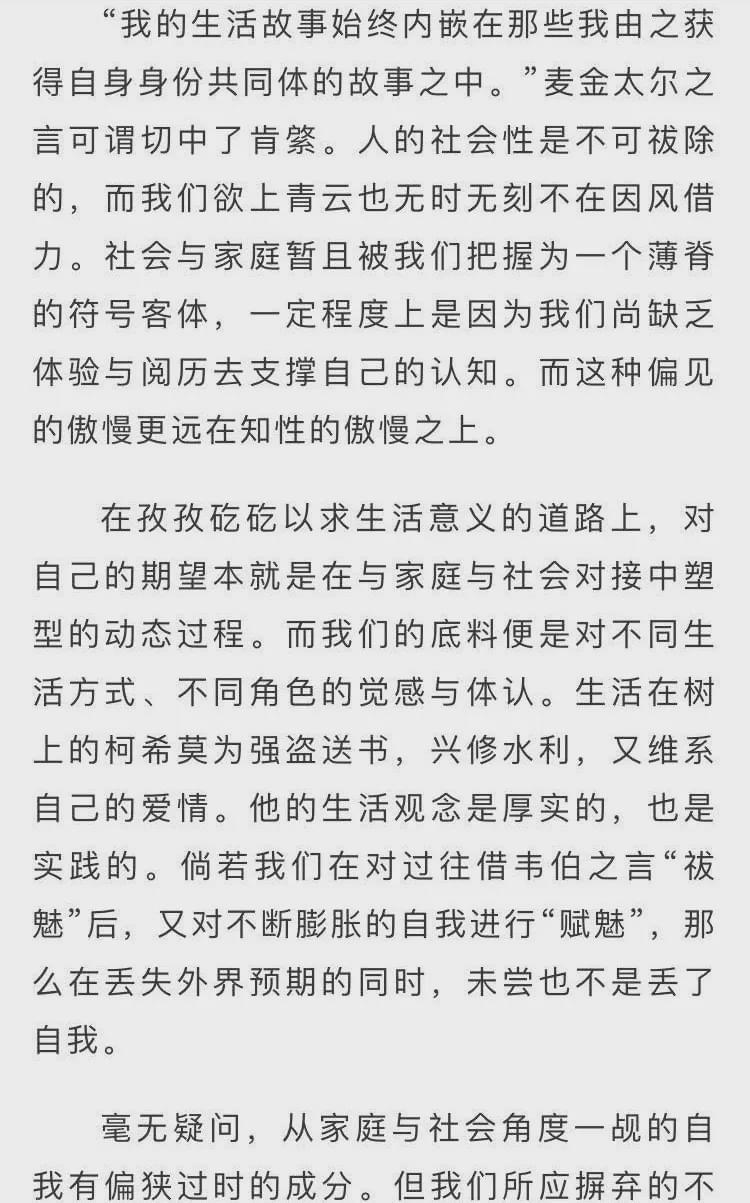 “我的生活故事始终内嵌在那些我由之获
得自身身份共同体的故事之中。”麦金太尔之
言可谓切中了肯綮。人的社会性是不可祓除
的，而我们欲上青云也无时无刻不在因风借
力。社会与家庭暂且被我们把握为一个薄脊
的符号客体，一定程度上是因为我们尚缺乏
体验与阅历去支撑自己的认知。而这种偏见
的傲慢更远在知性的傲慢之上。
在孜孜矻矻以求生活意义的道路上，对
自己的期望本就是在与家庭与社会对接中塑
型的动态过程。而我们的底料便是对不同生
活方式、不同角色的觉感与体认。生活在树
上的柯希莫为强盗送书，兴修水利，又维系
自己的爱情。他的生活观念是厚实的，也是
实践的。倘若我们在对过往借韦伯之言“祓
魅”后，又对不断膨胀的自我进行“赋魅”，那
么在丢失外界预期的同时，未尝也不是丢了
自我。
毫无疑问，从家庭与社会角度一觇的自
我有偏狭过时的成分。但我们所应摒弃的不